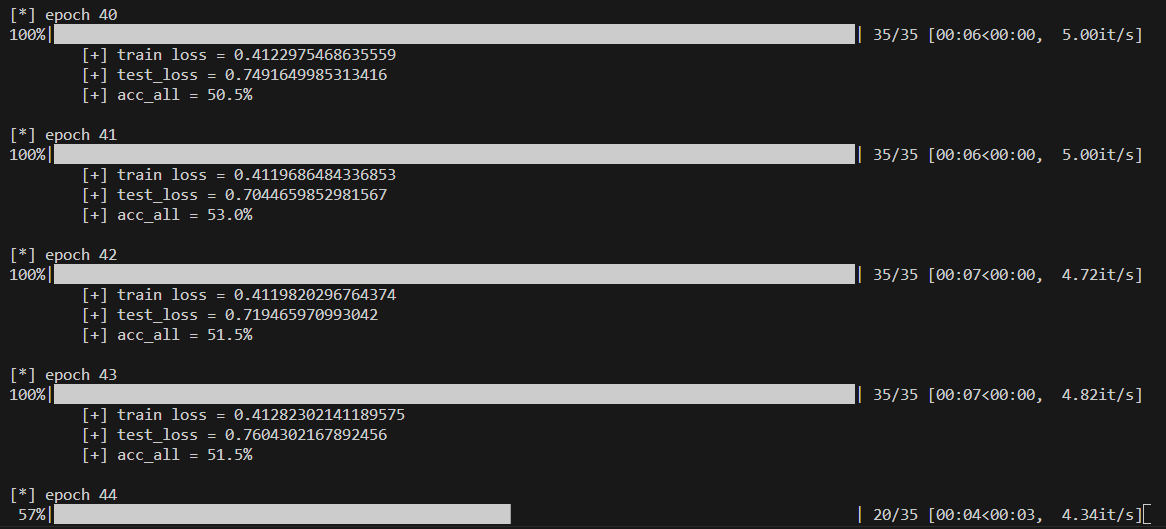 [*] epoch 40
100%| | 35/35 [00:06<00:00, 5.00it/s]
[+] train loss = 0.4122975468635559
[+] test_loss = 0.7491649985313416
[+] acc_all = 50.5%
[*] epoch 41
100%| | 35/35 [00:06<00:00, 5.00it/s]
[+] train loss = 0.4119686484336853
[+] test_loss = 0.7044659852981567
[+] acc_all = 53.0%
[*] epoch 42
100%| | 35/35 [00:07<00:00, 4.72it/s]
[+] train loss = 0.4119820296764374
[+] test_loss = 0.719465970993042
[+] acc_all = 51.5%
[*] epoch 43
100%| | 35/35 [00:07<00:00, 4.82it/s]
[+] train loss = 0.41282302141189575
[+] test_loss = 0.7604302167892456
[+] acc_all = 51.5%
[*] epoch 44
57%| | 20/35 [00:04<00:03, 4.34it/s]